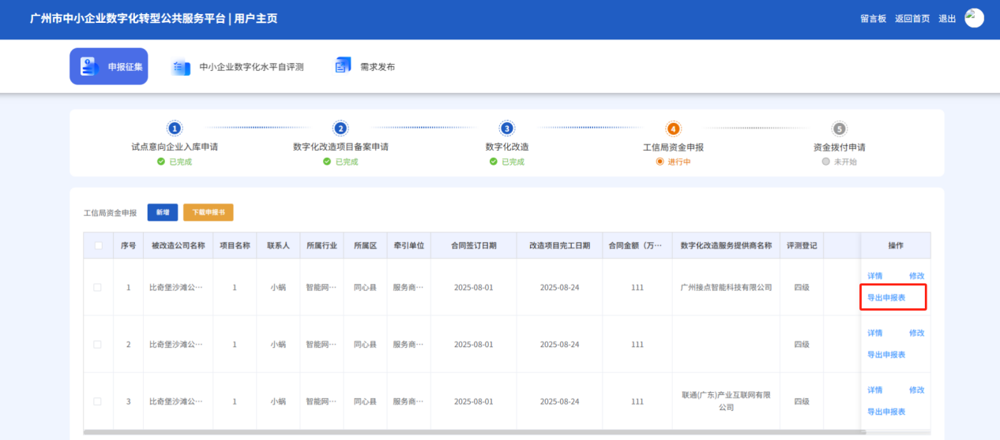 广州市中小企业数字化转型公共服务平台 | 用户主页
留言板 返回首页 退出
申报征集 中小企业数字化水平自评测 需求发布
1 2 3 4 5
试点意向企业入库申请 数字化改造项目备案申请 数字化改造 工信局资金申报 资金拨付申请
已完成 已完成 已完成 进行中 未开始
工信局资金申报 新增 下载申报书
序号 被改造公司名称 项目名称 联系人 所属行业 所属区 牵引单位 合同签订日期 改造项目完工日期 合同金额（万… 数字化改造服务提供商名称 评测登记 操作
详情 修改
1 比奇堡沙滩公… 1 小蜗 智能网… 同心县 服务商… 2025-08-01 2025-08-24 111 广州接点智能科技有限公司 四级
导出申报表
详情 修改
2 比奇堡沙滩公… 1 小蜗 智能网… 同心县 服务商… 2025-08-01 2025-08-24 111 四级
导出申报表
详情 修改
3 比奇堡沙滩公… 1 小蜗 智能网… 同心县 服务商… 2025-08-01 2025-08-24 111 联通(广东)产业互联网有限 四级
公司
导出申报表